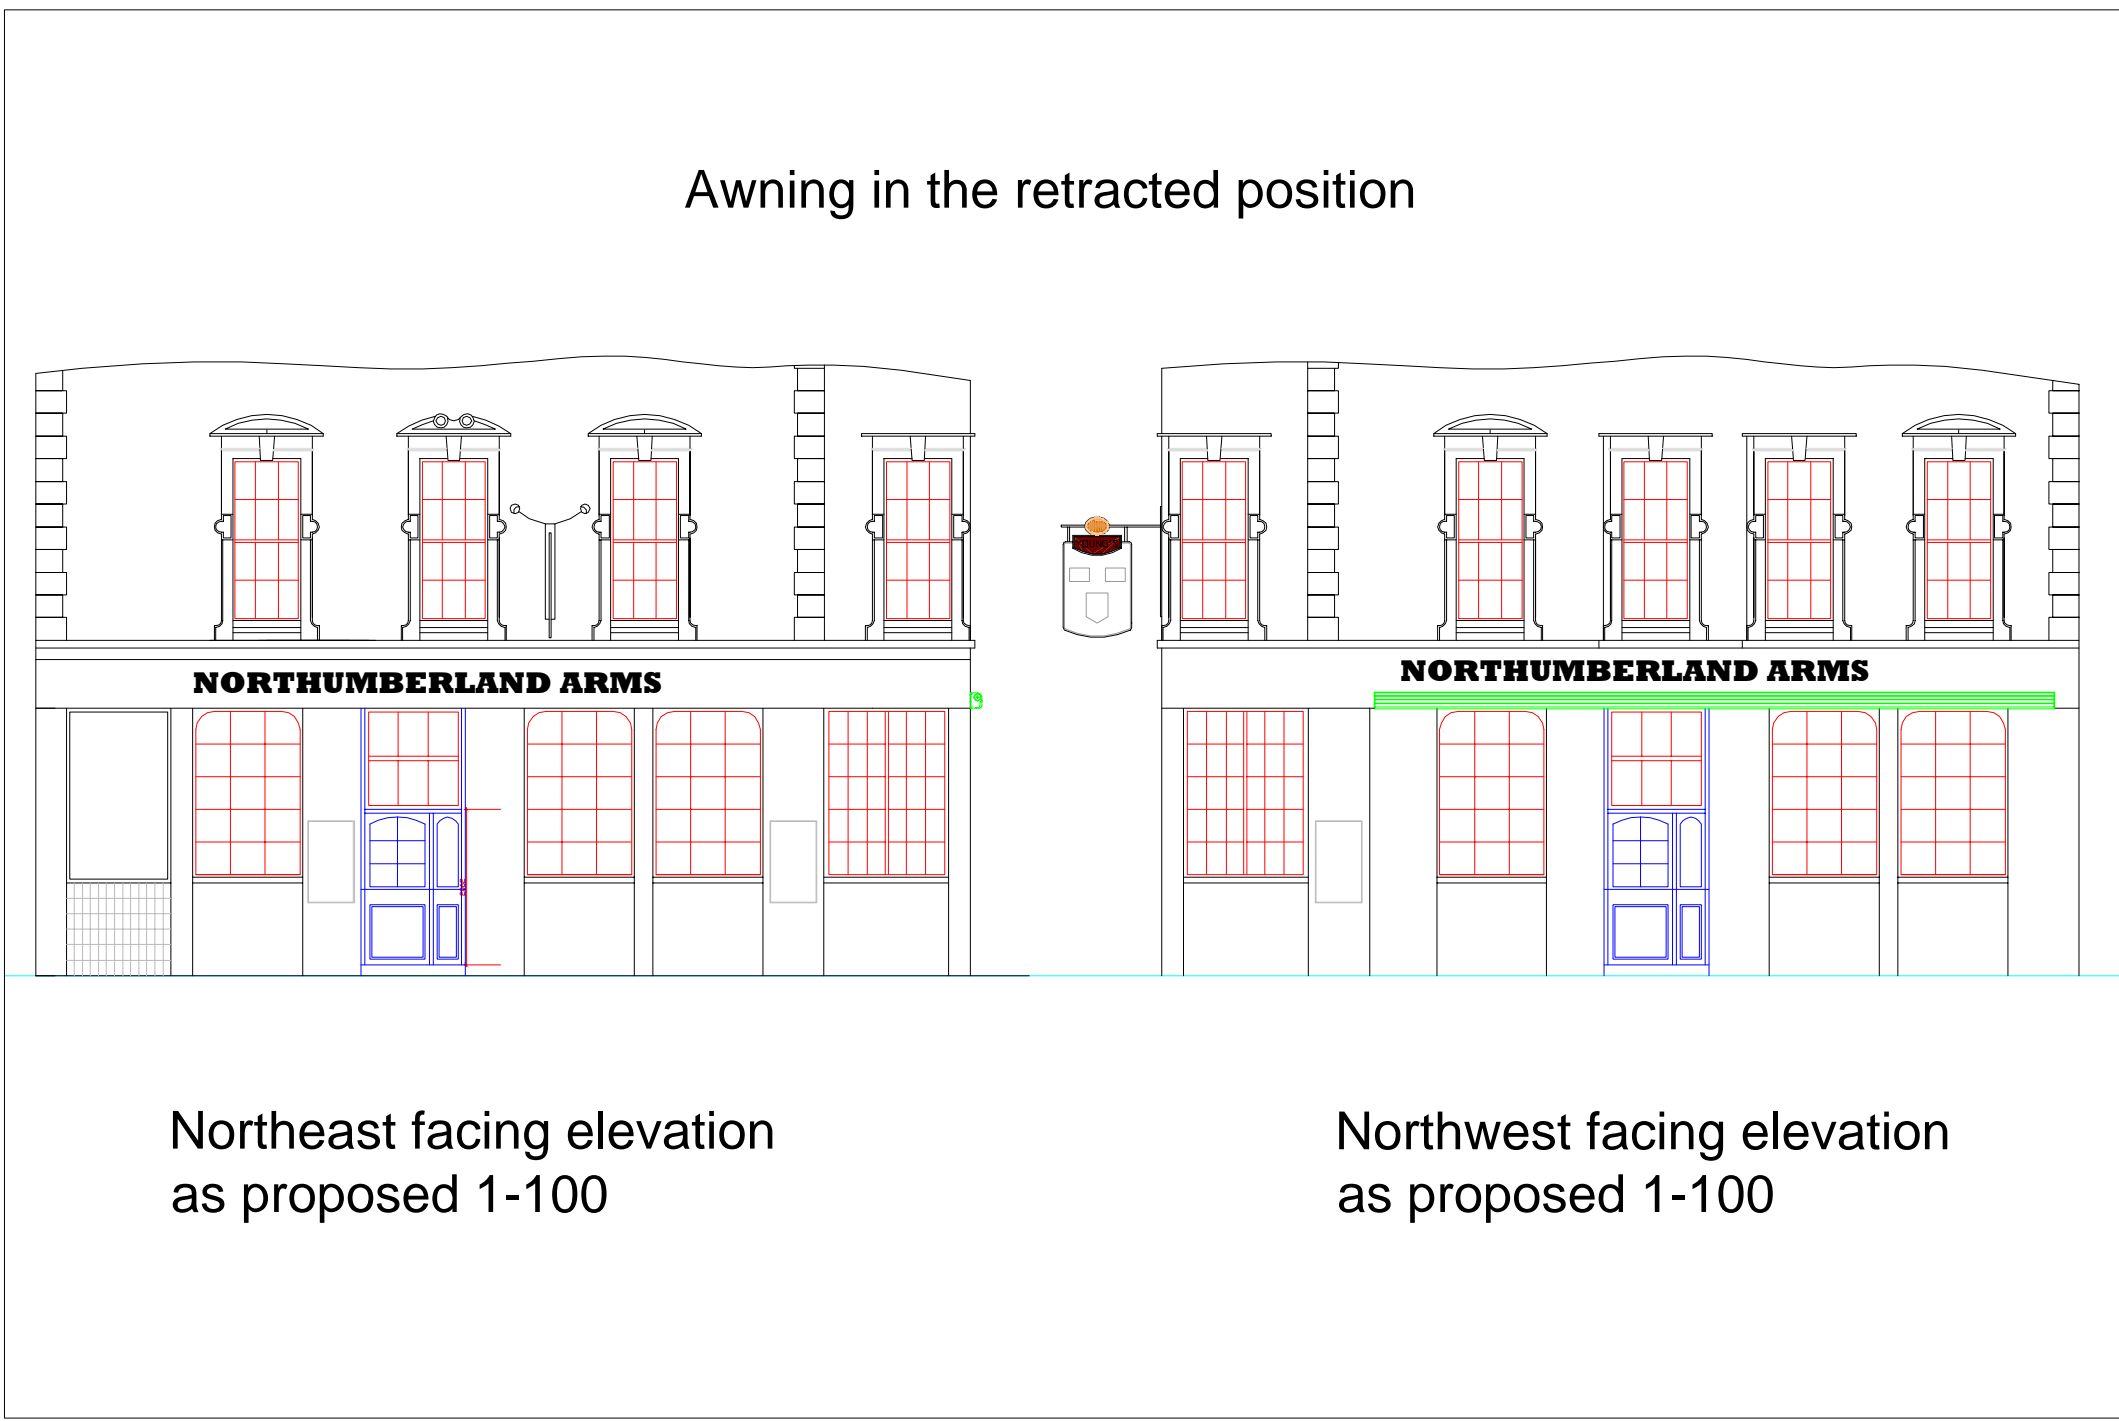 Awning in the retracted position
YOUNG'S
NORTHUMBERLAND ARMS
NORTHUMBERLAND ARMS
Northeast facing elevation
as proposed 1-100
Northwest facing elevation
as proposed 1-100